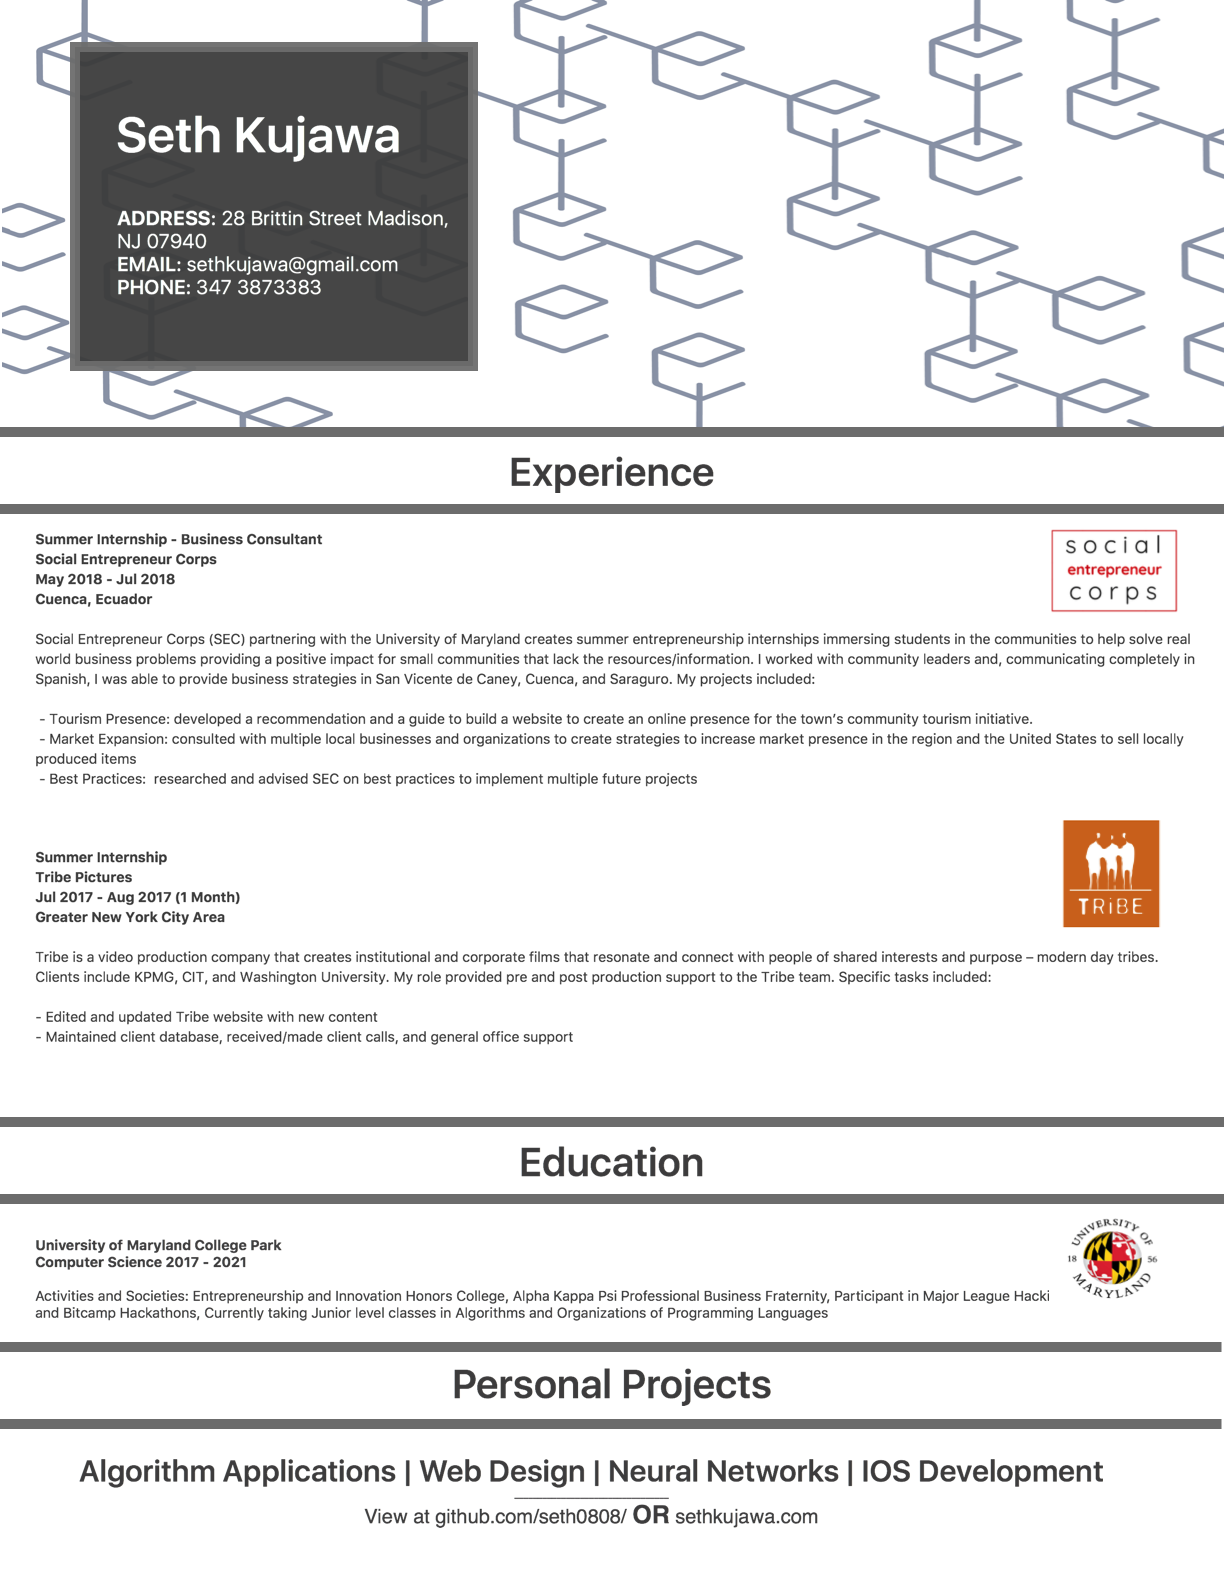 Seth Kujawa
ADDRESS: 28 Brittin Street Madison,
NJ 07940
EMAIL: sethkujawa@gmail.com
PHONE: 347 3873383
Experience
Summer Internship - Business Consultant
Social Entrepreneur Corps
May 2018 - Jul 2018
Cuenca, Ecuador
social
entrepreneur
corps
Social Entrepreneur Corps (SEC) partnering with the University of Maryland creates summer entrepreneurship internships immersing students in the communities to help solve real
world business problems providing a positive impact for small communities that lack the resources/information. I worked with community leaders and, communicating completely in
Spanish, I was able to provide business strategies in San Vicente de Caney, Cuenca, and Saraguro. My projects included:
- Tourism Presence: developed a recommendation and a guide to build a website to create an online presence for the town's community tourism initiative.
- Market Expansion: consulted with multiple local businesses and organizations to create strategies to increase market presence in the region and the United States to sell locally
produced items
- Best Practices:  researched and advised SEC on best practices to implement multiple future projects
Summer Internship
Tribe Pictures
Jul 2017 - Aug 2017 (1 Month)
Greater New York City Area
TRiBE
Tribe is a video production company that creates institutional and corporate films that resonate and connect with people of shared interests and purpose – modern day tribes.
Clients include KPMG, CIT, and Washington University. My role provided pre and post production support to the Tribe team. Specific tasks included:
- Edited and updated Tribe website with new content
- Maintained client database, received/made client calls, and general office support
Education
University of Maryland College Park
Computer Science 2017 - 2021
UNIVERSITY OF
18 56
MARYLAND
Activities and Societies: Entrepreneurship and Innovation Honors College, Alpha Kappa Psi Professional Business Fraternity, Participant in Major League Hacki
and Bitcamp Hackathons, Currently taking Junior level classes in Algorithms and Organizations of Programming Languages
Personal Projects
Algorithm Applications | Web Design | Neural Networks | IOS Development
View at github.com/seth0808/ OR sethkujawa.com